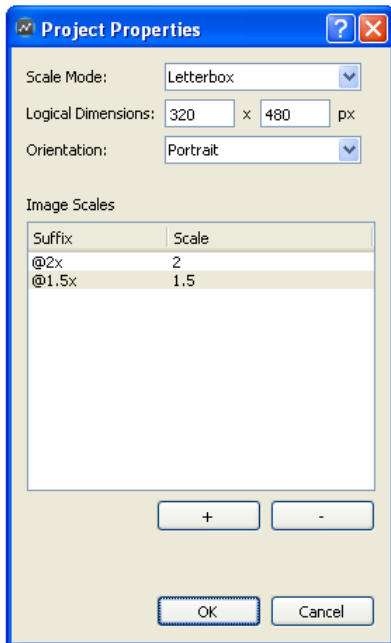 Project Properties
Scale Mode: Letterbox
Logical Dimensions: 320 x 480 px
Orientation: Portrait
Image Scales
Suffix Scale
@2x 2
@1.5x 1.5
+ -
OK Cancel